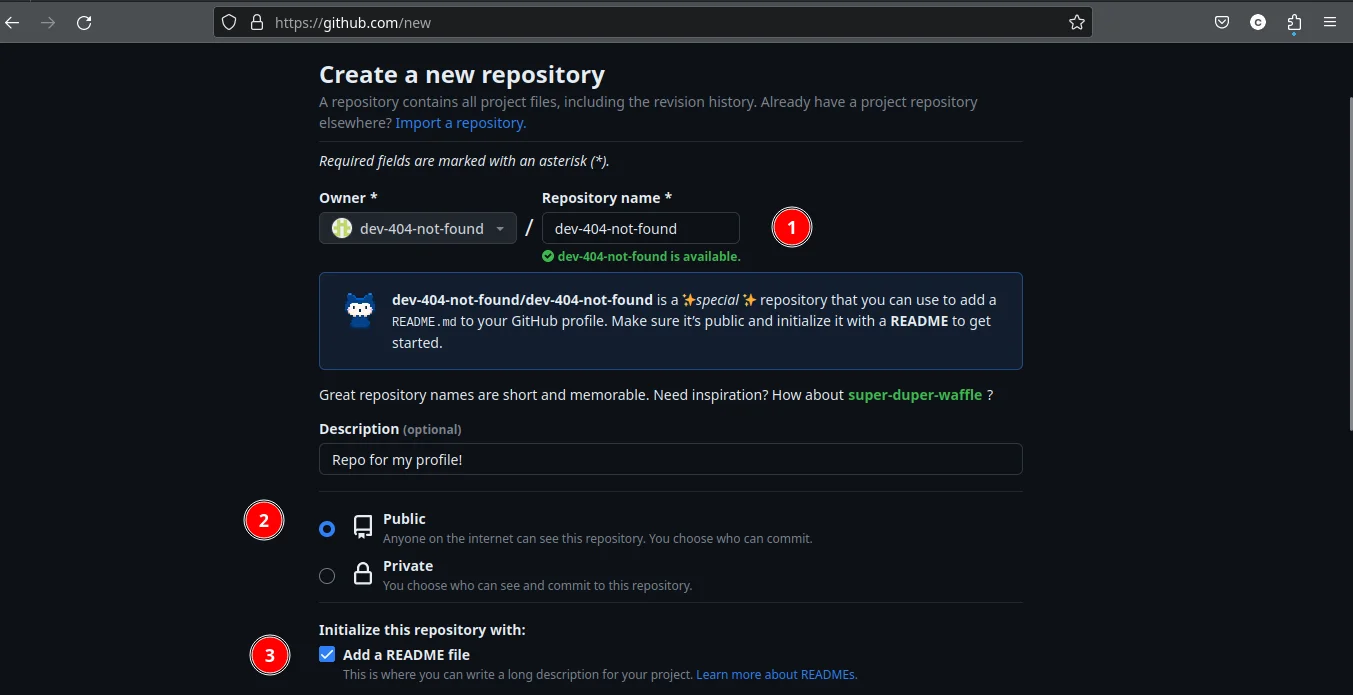 https://github.com/new
C
Create a new repository
A repository contains all project files, including the revision history. Already have a project repository
elsewhere? Import a repository.
Required fields are marked with an asterisk (*).
Owner *
Repository name *
dev-404-not-found / dev-404-not-found
1
dev-404-not-found is available.
dev-404-not-found/dev-404-not-found is a ✨special ✨ repository that you can use to add a
README.md to your GitHub profile. Make sure it’s public and initialize it with a README to get
started.
Great repository names are short and memorable. Need inspiration? How about super-duper-waffle ?
Description (optional)
Repo for my profile!
2
Public
Anyone on the internet can see this repository. You choose who can commit.
Private
You choose who can see and commit to this repository.
Initialize this repository with:
3
Add a README file
This is where you can write a long description for your project. Learn more about READMEs.